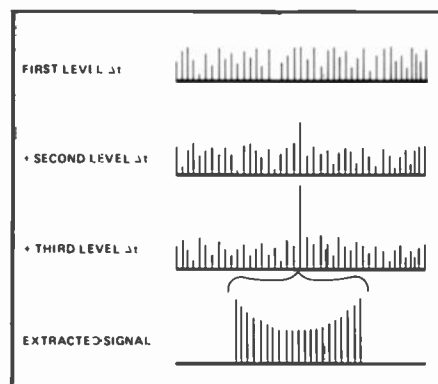 FIRST LEVEL Δt
+ SECOND LEVEL Δt
+ THIRD LEVEL Δt
EXTRACTED SIGNAL